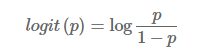 logit (p) = log p / (1 − p)